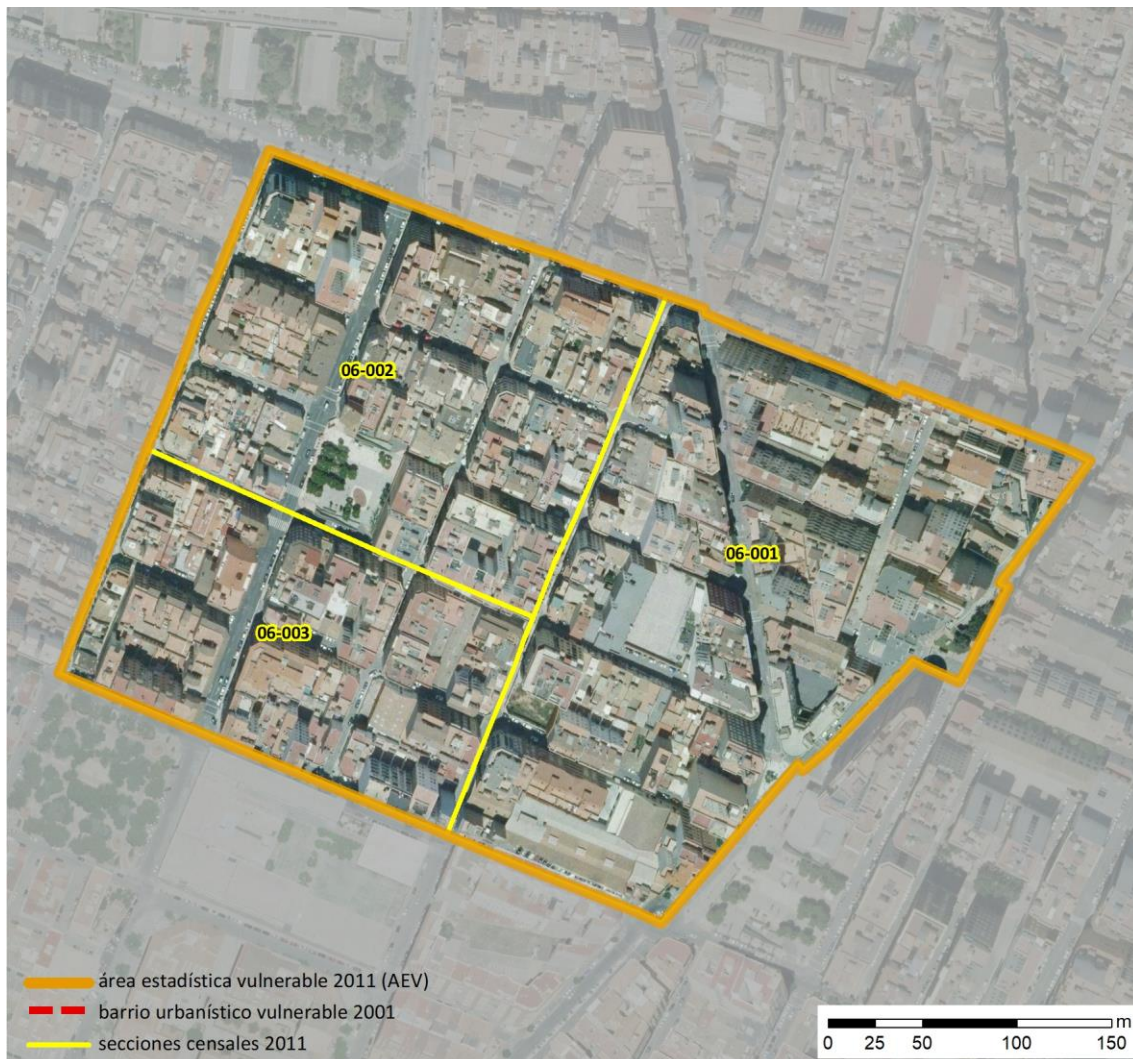 06-002
06-001
06-003
área estadística vulnerable 2011 (AEV)
barrio urbanístico vulnerable 2001
secciones censales 2011
m
0 25 50 100 150